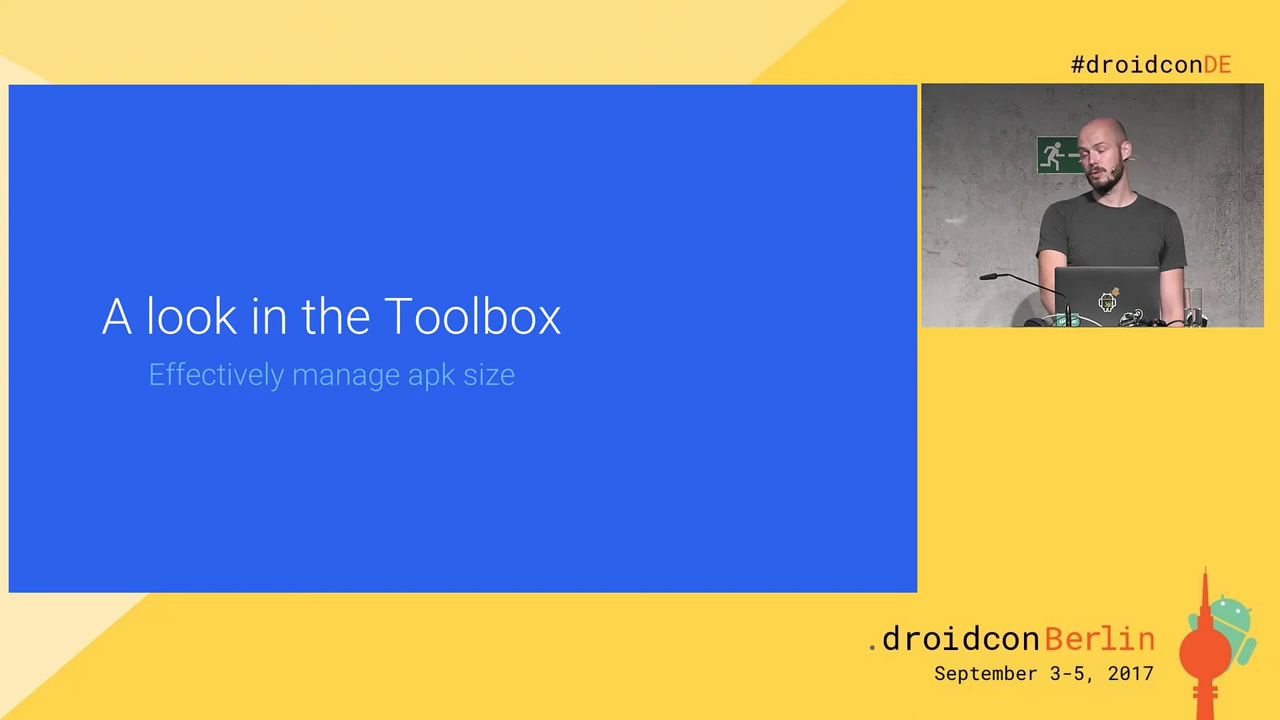 #droidconDE
A look in the Toolbox
Effectively manage apk size
.droidconBerlin
September 3-5, 2017